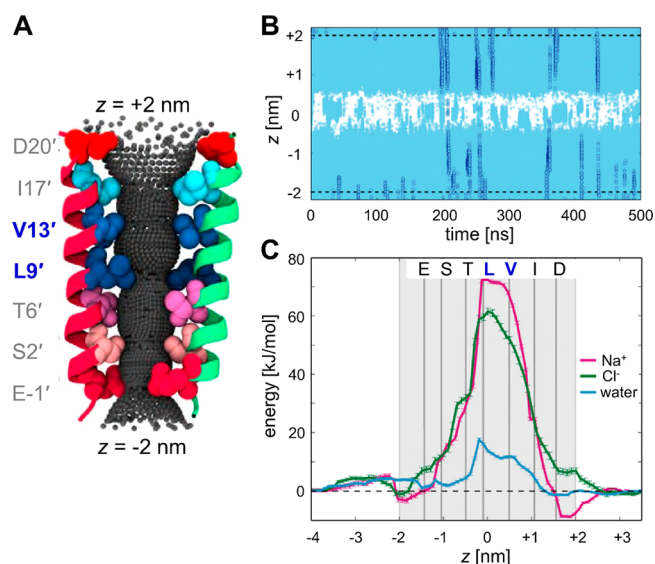 A
z = +2 nm
D20′
I17′
V13′
L9′
T6′
S2′
E-1′
z = -2 nm
B
z [nm]
+2
+1
0
-1
-2
0 100 200 300 400 500
time [ns]
C
energy [kJ/mol]
80
60
40
20
0
E S T L V I D
Na⁺
Cl⁻
water
-4 -3 -2 -1 0 +1 +2 +3
z [nm]